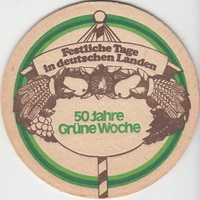 Festliche Tage
in deutschen Landen
50 Jahre
Grüne Woche